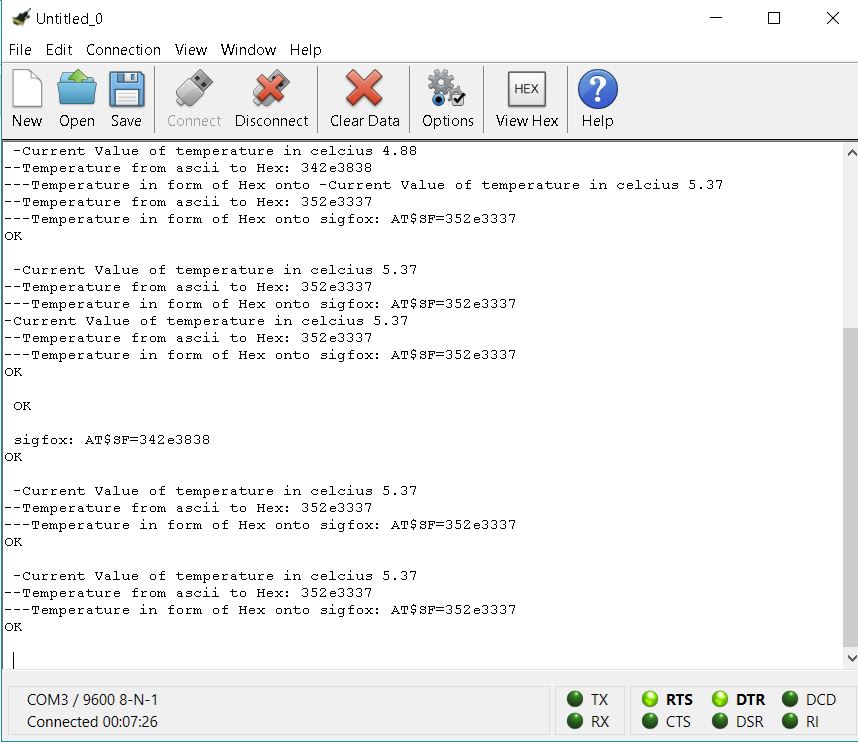 Untitled_0
File Edit Connection View Window Help
HEX
New Open Save Connect Disconnect Clear Data Options View Hex Help
-Current Value of temperature in celcius 4.88
--Temperature from ascii to Hex: 342e3838
---Temperature in form of Hex onto -Current Value of temperature in celcius 5.37
--Temperature from ascii to Hex: 352e3337
---Temperature in form of Hex onto sigfox: AT$SF=352e3337
OK
-Current Value of temperature in celcius 5.37
--Temperature from ascii to Hex: 352e3337
---Temperature in form of Hex onto sigfox: AT$SF=352e3337
-Current Value of temperature in celcius 5.37
--Temperature from ascii to Hex: 352e3337
---Temperature in form of Hex onto sigfox: AT$SF=352e3337
OK
OK
sigfox: AT$SF=342e3838
OK
-Current Value of temperature in celcius 5.37
--Temperature from ascii to Hex: 352e3337
---Temperature in form of Hex onto sigfox: AT$SF=352e3337
OK
-Current Value of temperature in celcius 5.37
--Temperature from ascii to Hex: 352e3337
---Temperature in form of Hex onto sigfox: AT$SF=352e3337
OK
COM3 / 9600 8-N-1 TX RTS DTR DCD
Connected 00:07:26 RX CTS DSR RI